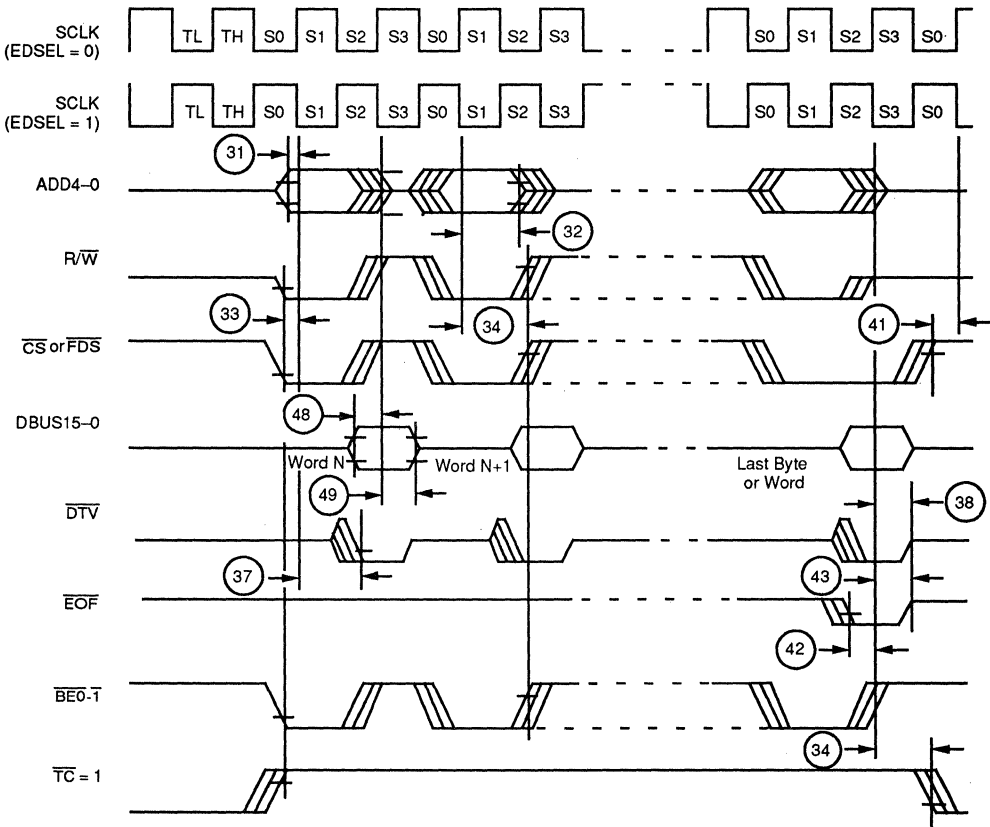 SCLK
(EDSEL = 0)
TL TH S0 S1 S2 S3 S0 S1 S2 S3 S0 S1 S2 S3 S0
SCLK
(EDSEL = 1)
TL TH S0 S1 S2 S3 S0 S1 S2 S3 S0 S1 S2 S3 S0
31
ADD4–0
32
R/W
33
34
41
CS or FDS
48
DBUS15–0
Word N
Word N+1
Last Byte
or Word
49
38
DTV
37
43
EOF
42
BE0-1
34
TC = 1